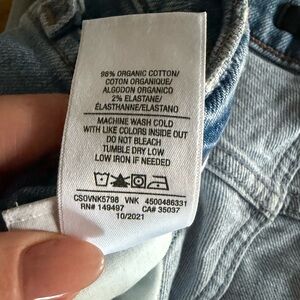 98% ORGANIC COTTON/
COTON ORGANIQUE/
ALGODON ORGANICO
2% ELASTANE/
ÉLASTHANNE/ELASTANO
MACHINE WASH COLD
WITH LIKE COLORS INSIDE OUT
DO NOT BLEACH
TUMBLE DRY LOW
LOW IRON IF NEEDED
CSOVNK5798 VNK 4500486331
RN# 149497 CA# 35037
10/2021